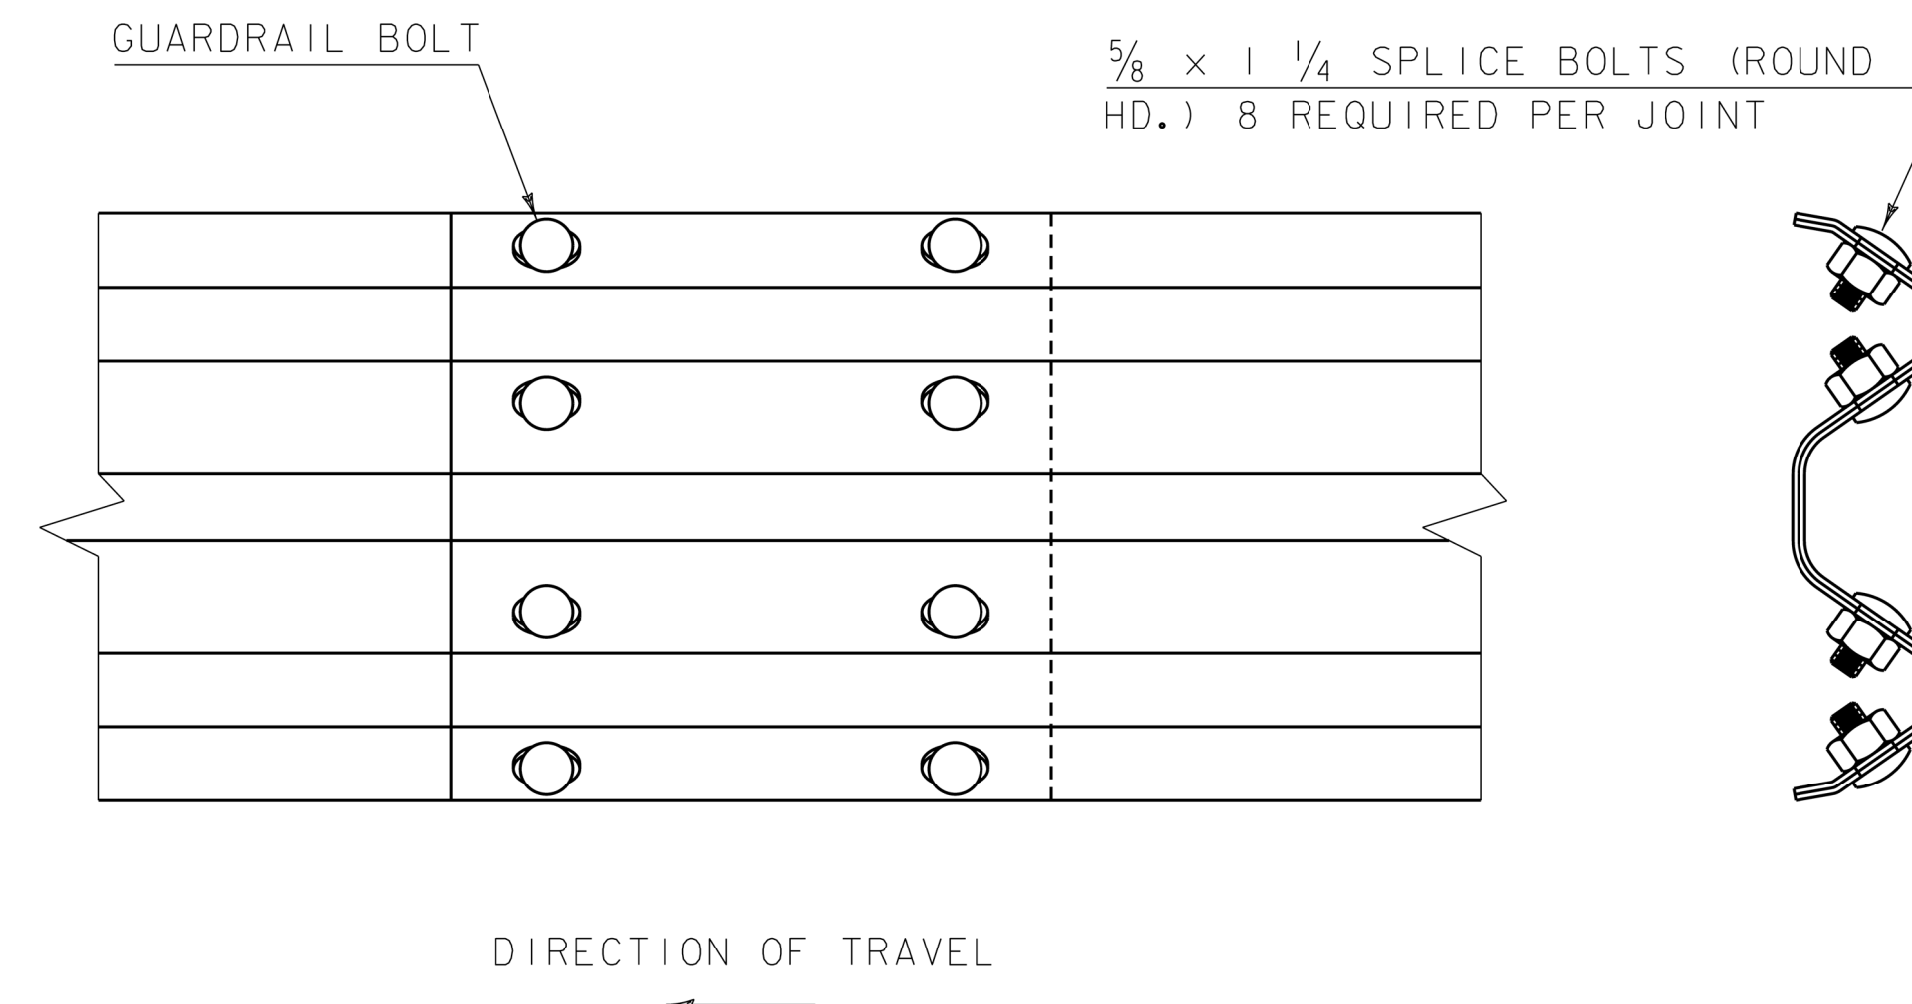 GUARDRAIL BOLT
5/8 x 1 1/4 SPLICE BOLTS (ROUND
HD.) 8 REQUIRED PER JOINT
DIRECTION OF TRAVEL